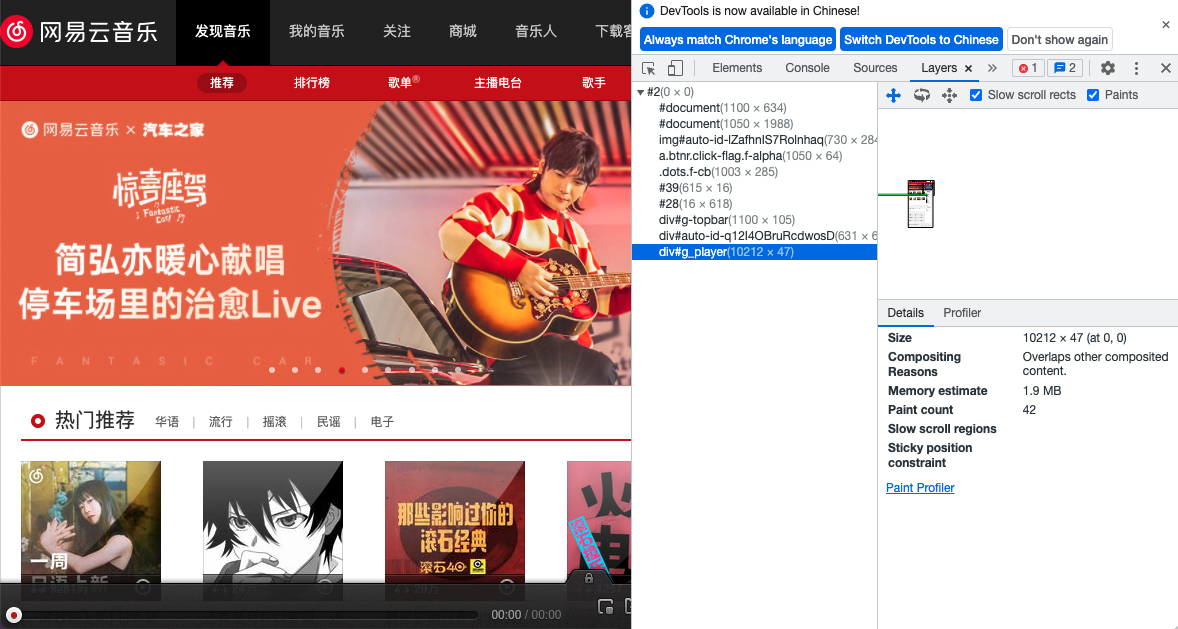 网易云音乐
发现音乐
我的音乐
关注
商城
音乐人
下载客
推荐
排行榜
歌单®
主播电台
歌手
网易云音乐 × 汽车之家
惊喜座驾
Fantastic Car!
简弘亦暖心献唱
停车场里的治愈Live
FANTASIC CAR
热门推荐
华语 | 流行 | 摇滚 | 民谣 | 电子
一周
日语上新
那些影响过你的
滚石经典
滚石40
00:00 / 00:00
DevTools is now available in Chinese!
Always match Chrome's language
Switch DevTools to Chinese
Don't show again
×
Elements
Console
Sources
Layers ×
»
1
2
#2(0 × 0)
#document(1100 × 634)
#document(1050 × 1988)
img#auto-id-IZafhnIS7Rolnhaq(730 × 284
a.btnr.click-flag.f-alpha(1050 × 64)
.dots.f-cb(1003 × 285)
#39(615 × 16)
#28(16 × 618)
div#g-topbar(1100 × 105)
div#auto-id-q12I4OBruRcdwosD(631 × 6
div#g_player(10212 × 47)
Slow scroll rects
Paints
Details
Profiler
Size
10212 × 47 (at 0, 0)
Compositing Reasons
Overlaps other composited content.
Memory estimate
1.9 MB
Paint count
42
Slow scroll regions
Sticky position constraint
Paint Profiler